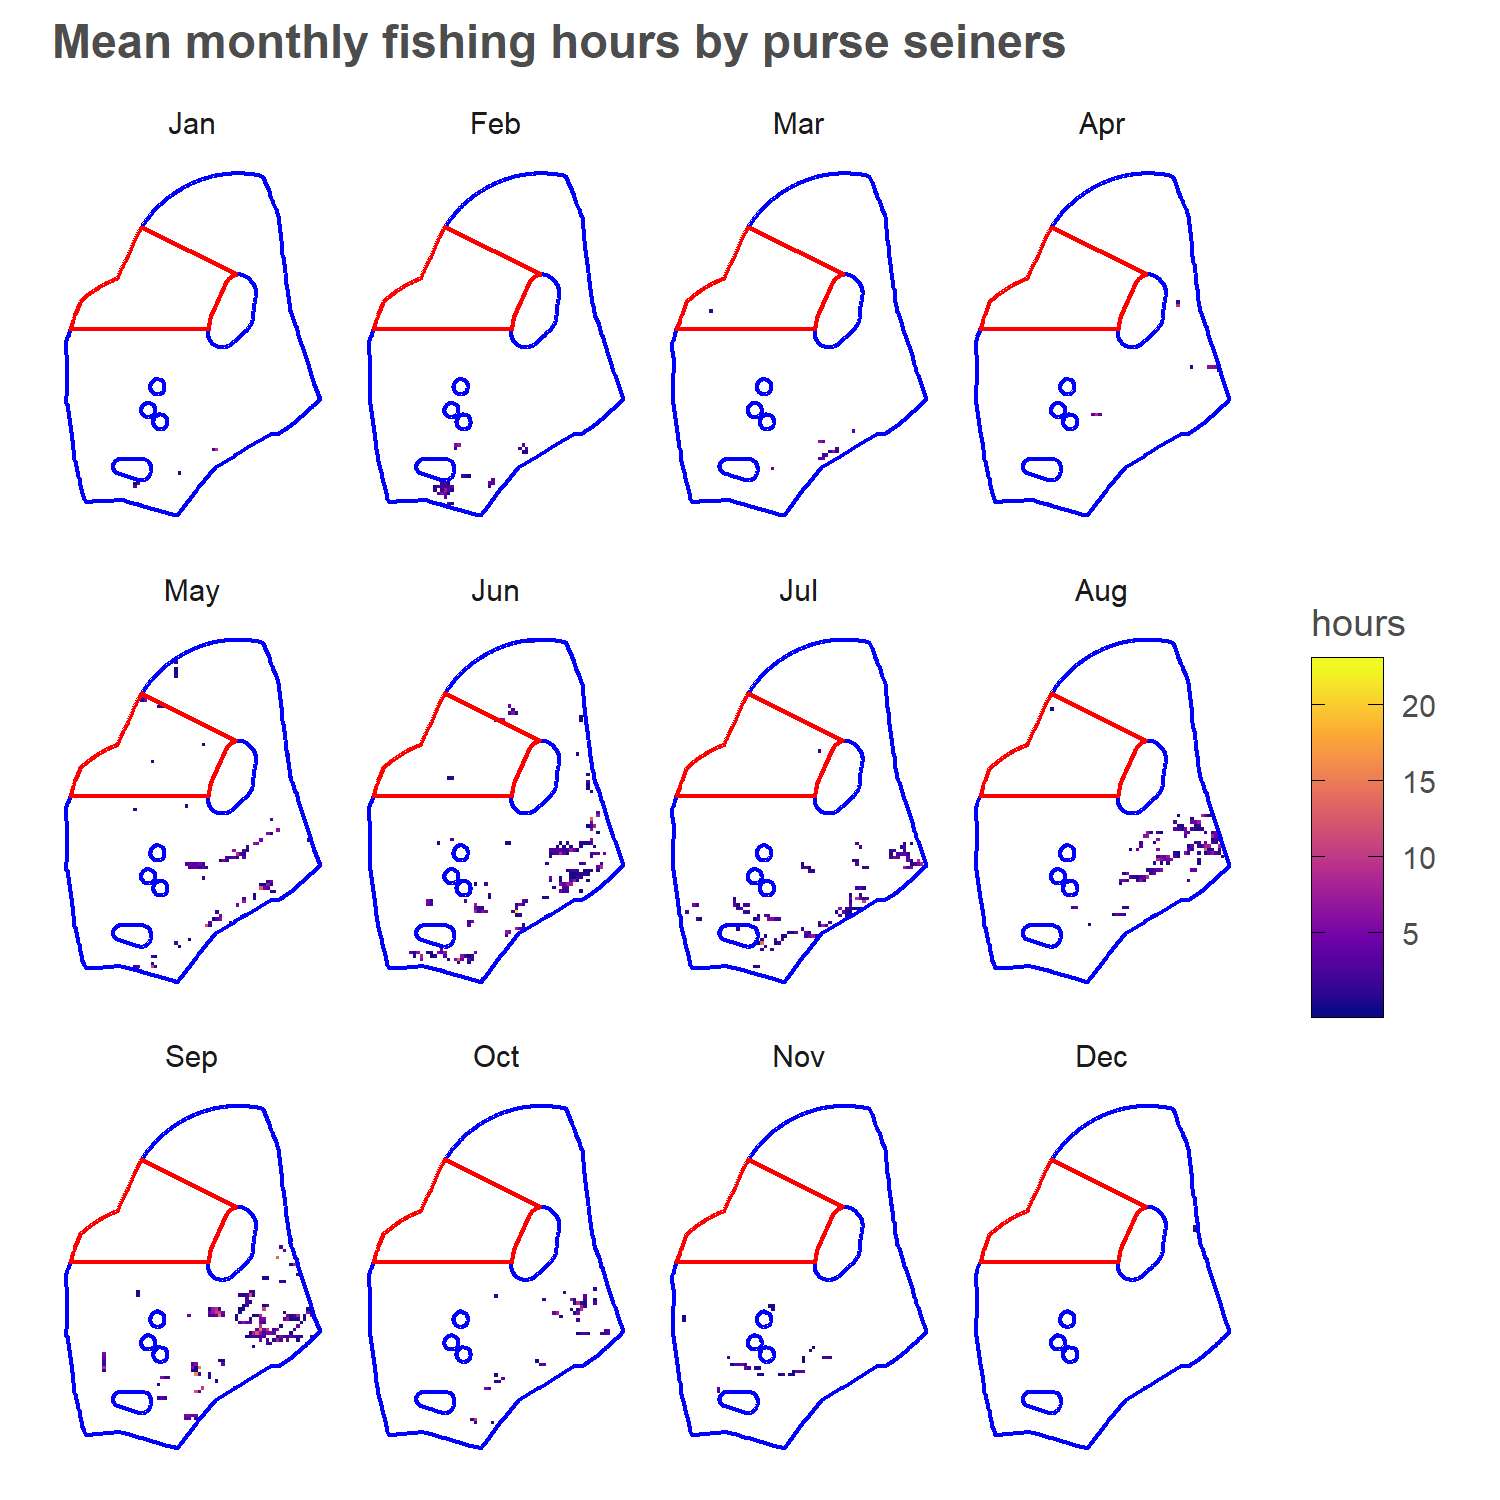 Mean monthly fishing hours by purse seiners
Jan Feb Mar Apr
May Jun Jul Aug
hours
20
15
10
5
Sep Oct Nov Dec